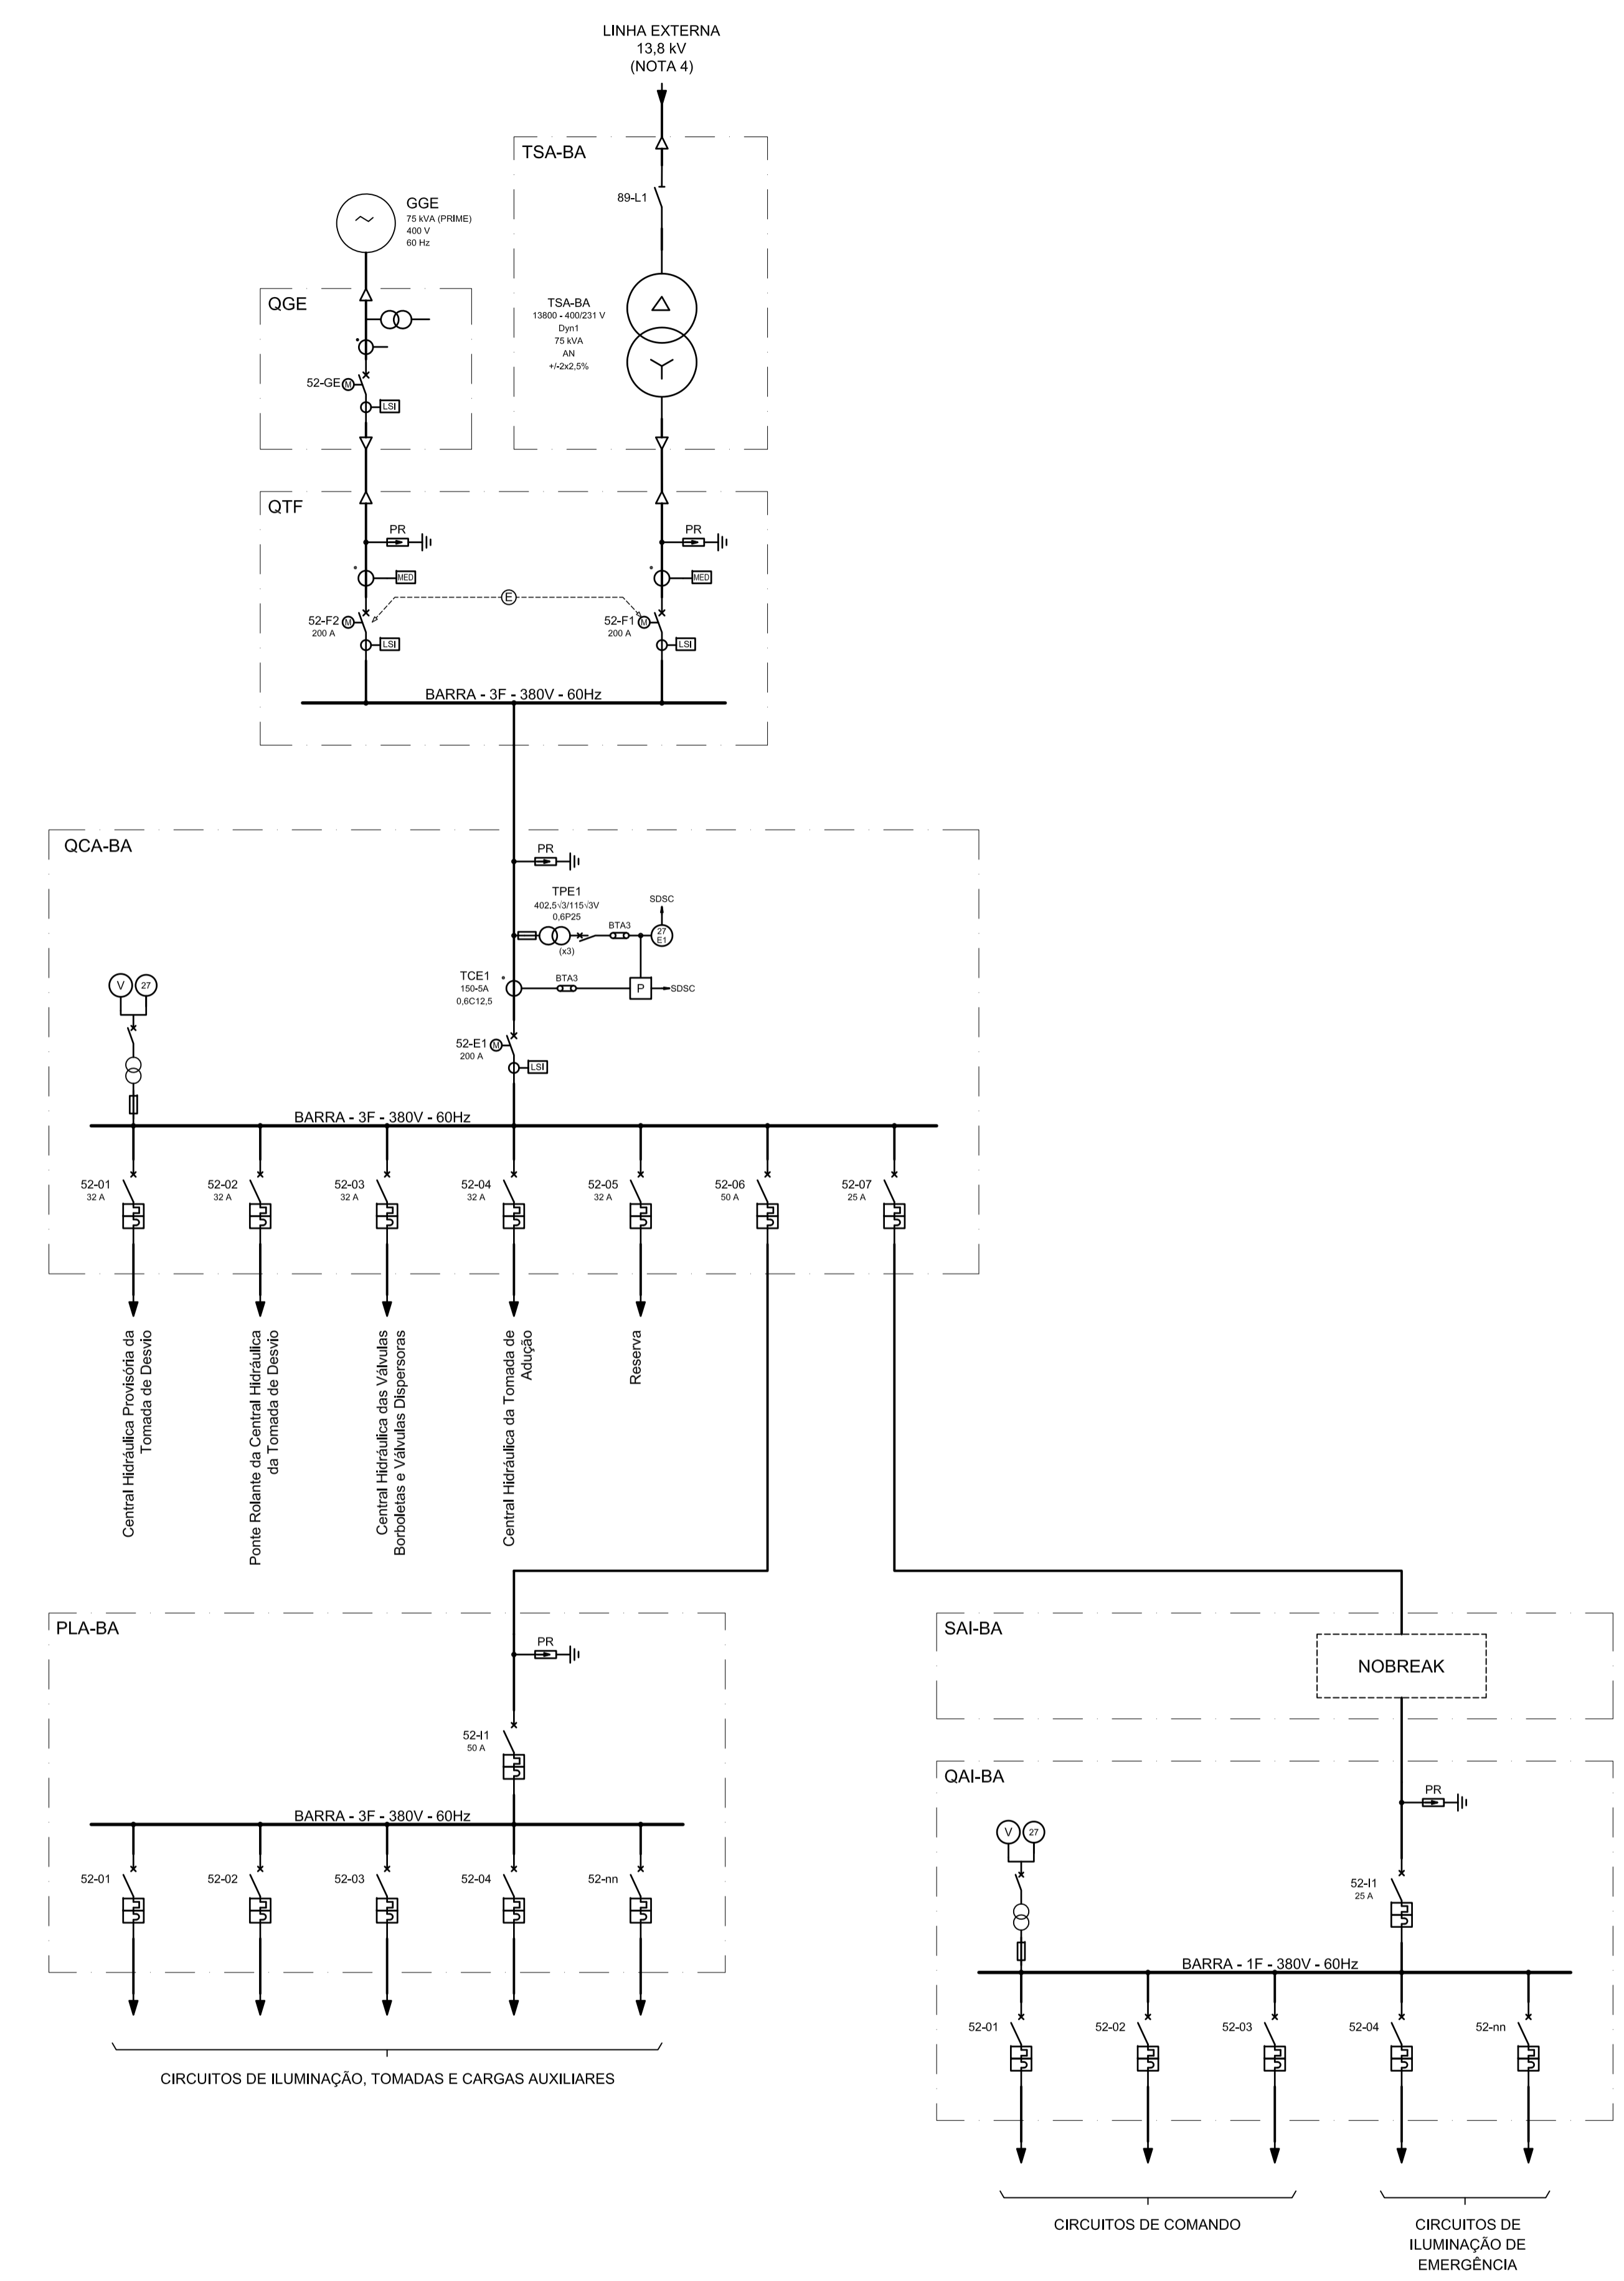 LINHA EXTERNA
13,8 kV
(NOTA 4)
TSA-BA
89-L1
GGE
75 kVA (PRIME)
400 V
60 Hz
QGE
TSA-BA
13800 - 400/231 V
Dyn1
75 kVA
AN
+/-2x2,5%
52-GE
M
LSI
QTF
PR
PR
MED
MED
E
52-F2
M
200 A
52-F1
M
200 A
LSI
LSI
BARRA - 3F - 380V - 60Hz
QCA-BA
PR
TPE1
402.5√3/115√3V
0,6P25
(x3)
BTA3
SDSC
27
E1
TCE1
150-5A
0,6C12,5
BTA3
P
SDSC
V
27
52-E1
M
200 A
LSI
BARRA - 3F - 380V - 60Hz
52-01
32 A
52-02
32 A
52-03
32 A
52-04
32 A
52-05
32 A
52-06
50 A
52-07
25 A
Central Hidráulica Provisória da
Tomada de Desvio
Ponte Rolante da Central Hidráulica
da Tomada de Desvio
Central Hidráulica das Válvulas
Borboletas e Válvulas Dispersoras
Central Hidráulica da Tomada de
Adução
Reserva
PLA-BA
PR
52-I1
50 A
BARRA - 3F - 380V - 60Hz
52-01
52-02
52-03
52-04
52-nn
CIRCUITOS DE ILUMINAÇÃO, TOMADAS E CARGAS AUXILIARES
SAI-BA
NOBREAK
QAI-BA
PR
V
27
52-I1
25 A
BARRA - 1F - 380V - 60Hz
52-01
52-02
52-03
52-04
52-nn
CIRCUITOS DE COMANDO
CIRCUITOS DE
ILUMINAÇÃO DE
EMERGÊNCIA